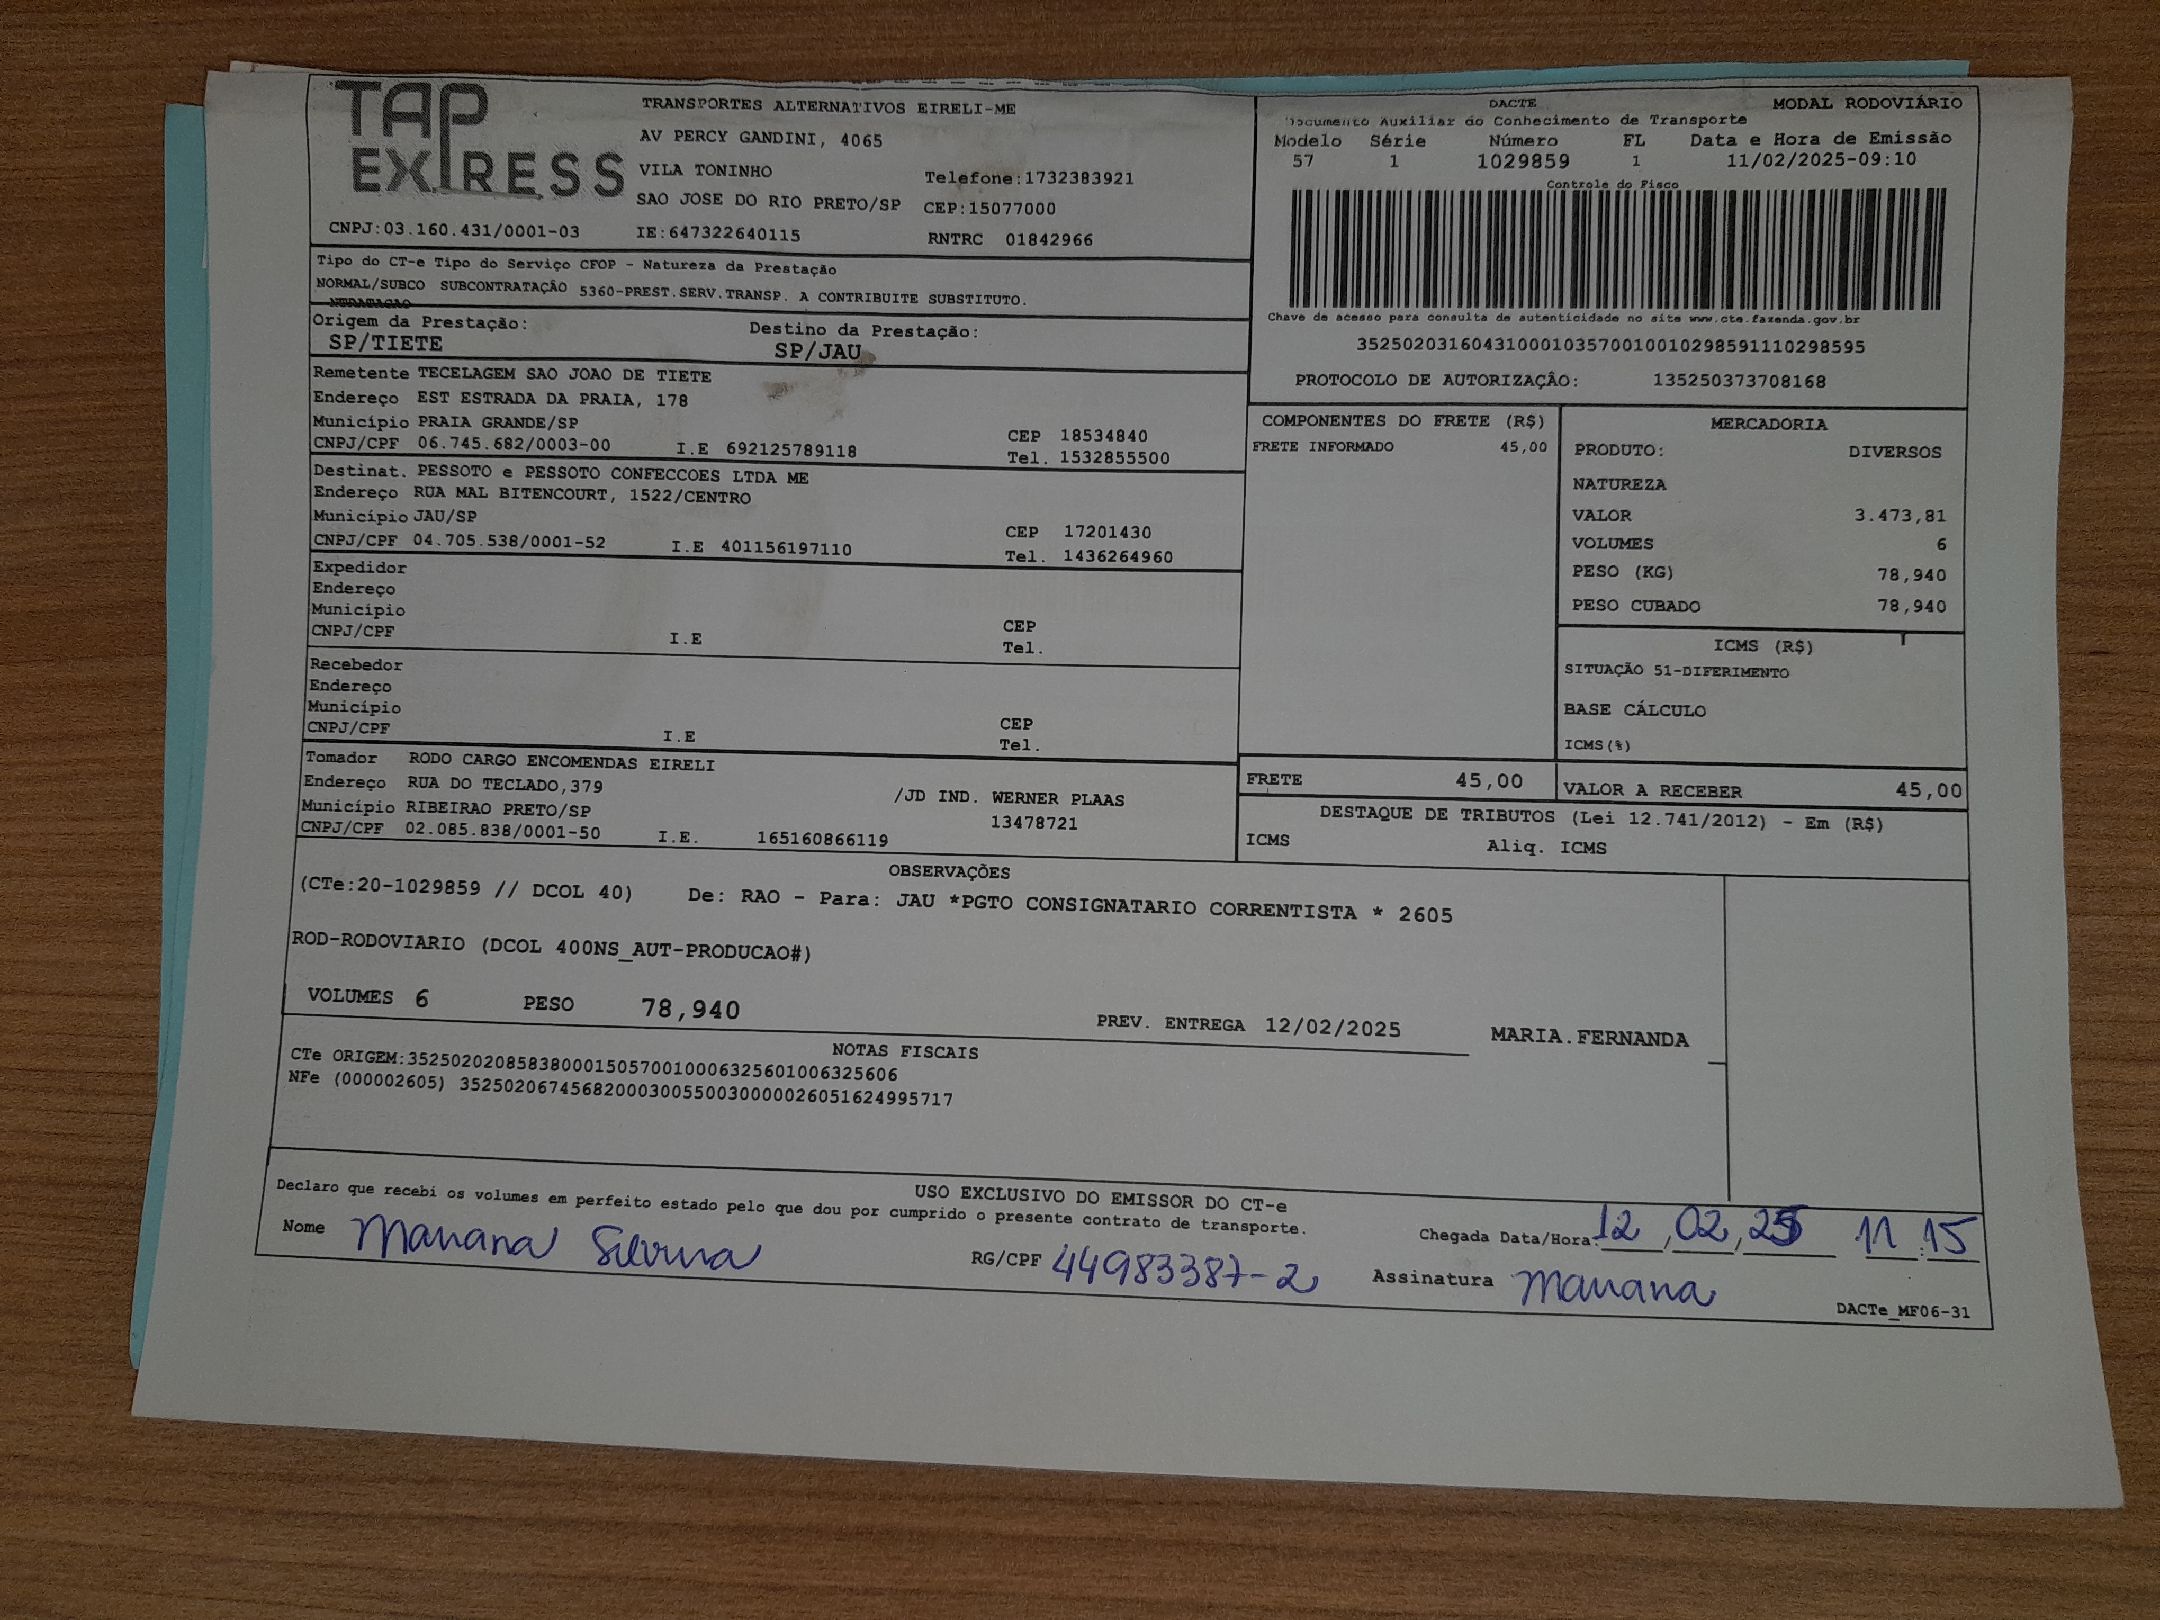 TAP EXPRESS
TRANSPORTES ALTERNATIVOS EIRELI-ME
AV PERCY GANDINI, 4065
VILA TONINHO Telefone:1732383921
SAO JOSE DO RIO PRETO/SP CEP:15077000
CNPJ:03.160.431/0001-03 IE:647322640115 RNTRC 01842966
DACTE MODAL RODOVIÁRIO
Documento Auxiliar do Conhecimento de Transporte
Modelo Série Número FL Data e Hora de Emissão
57 1 1029859 1 11/02/2025-09:10
Controle do Fisco
Chave de acesso para consulta de autenticidade no site www.cte.fazenda.gov.br
35250203160431000103570010010298591110298595
PROTOCOLO DE AUTORIZAÇÂO: 135250373708168
Tipo do CT-e Tipo do Serviço CFOP - Natureza da Prestação
NORMAL/SUBCO SUBCONTRATAÇÂO 5360-PREST.SERV.TRANSP. A CONTRIBUITE SUBSTITUTO.
NTRATACAO
Origem da Prestação: Destino da Prestação:
SP/TIETE SP/JAU
Remetente TECELAGEM SAO JOAO DE TIETE
Endereço EST ESTRADA DA PRAIA, 178
Município PRAIA GRANDE/SP CEP 18534840
CNPJ/CPF 06.745.682/0003-00 I.E 692125789118 Tel. 1532855500
Destinat. PESSOTO e PESSOTO CONFECCOES LTDA ME
Endereço RUA MAL BITENCOURT, 1522/CENTRO
Município JAU/SP CEP 17201430
CNPJ/CPF 04.705.538/0001-52 I.E 401156197110 Tel. 1436264960
Expedidor
Endereço
Município CEP
CNPJ/CPF I.E Tel.
Recebedor
Endereço
Município CEP
CNPJ/CPF I.E Tel.
Tomador RODO CARGO ENCOMENDAS EIRELI
Endereço RUA DO TECLADO,379 /JD IND. WERNER PLAAS
Município RIBEIRAO PRETO/SP 13478721
CNPJ/CPF 02.085.838/0001-50 I.E. 165160866119
COMPONENTES DO FRETE (R$)
FRETE INFORMADO 45,00
MERCADORIA
PRODUTO: DIVERSOS
NATUREZA
VALOR 3.473,81
VOLUMES 6
PESO (KG) 78,940
PESO CUBADO 78,940
ICMS (R$)
SITUAÇÃO 51-DIFERIMENTO
BASE CÁLCULO
ICMS(%)
FRETE 45,00 VALOR A RECEBER 45,00
DESTAQUE DE TRIBUTOS (Lei 12.741/2012) - Em (R$)
ICMS Aliq. ICMS
OBSERVAÇÕES
(CTe:20-1029859 // DCOL 40) De: RAO - Para: JAU *PGTO CONSIGNATARIO CORRENTISTA * 2605
ROD-RODOVIARIO (DCOL 400NS_AUT-PRODUCAO#)
VOLUMES 6 PESO 78,940 PREV. ENTREGA 12/02/2025 MARIA.FERNANDA
NOTAS FISCAIS
CTe ORIGEM:35250202085838000150570010006325601006325606
NFe (000002605) 35250206745682000300550030000026051624995717
USO EXCLUSIVO DO EMISSOR DO CT-e
Declaro que recebi os volumes em perfeito estado pelo que dou por cumprido o presente contrato de transporte.
Chegada Data/Hora: 12, 02, 25 11:15
Nome Mariana RG/CPF 44983387-2 Assinatura Mariana
DACTe_MF06-31